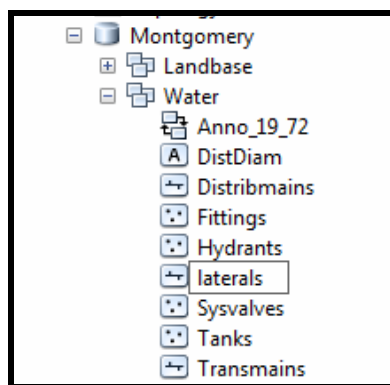 Montgomery
Landbase
Water
Anno_19_72
A DistDiam
Distribmains
Fittings
Hydrants
laterals
Sysvalves
Tanks
Transmains